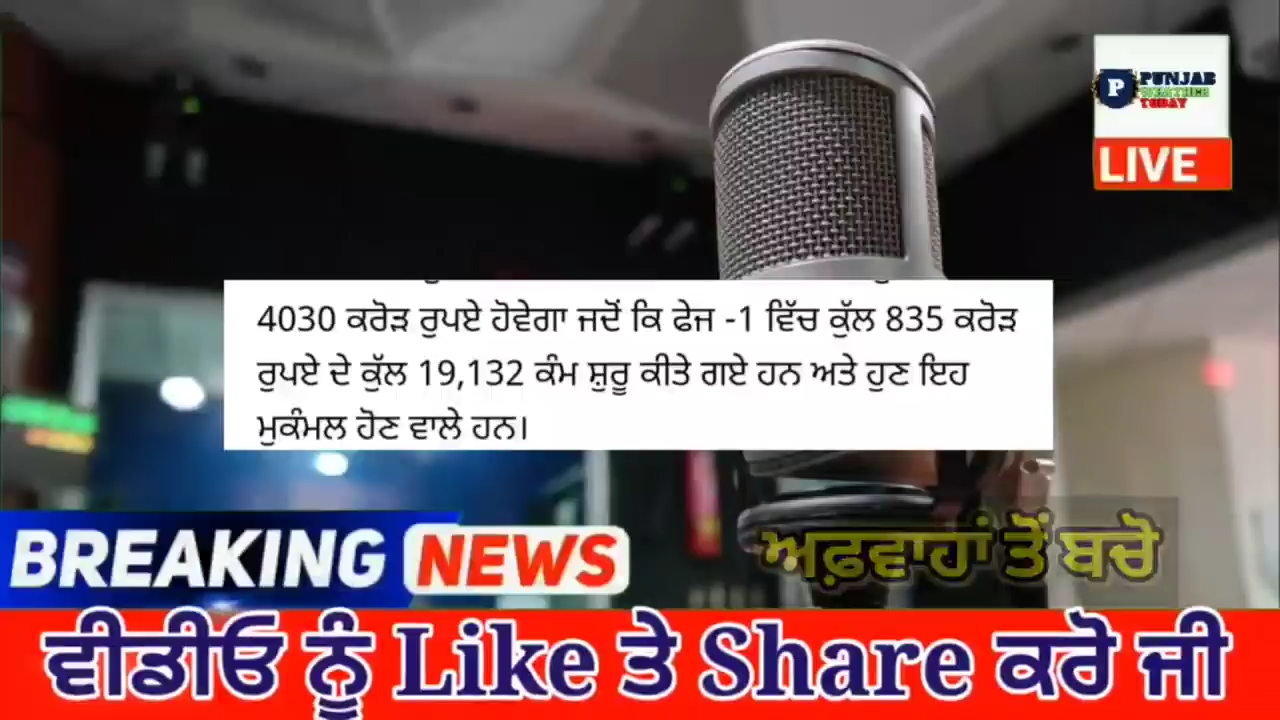 PUNJAB
WEATHER
TODAY
P
LIVE
4030 ਕਰੋੜ ਰੁਪਏ ਹੋਵੇਗਾ ਜਦੋਂ ਕਿ ਫੇਜ -1 ਵਿੱਚ ਕੁੱਲ 835 ਕਰੋੜ
ਰੁਪਏ ਦੇ ਕੁੱਲ 19,132 ਕੰਮ ਸ਼ੁਰੂ ਕੀਤੇ ਗਏ ਹਨ ਅਤੇ ਹੁਣ ਇਹ
ਮੁਕੰਮਲ ਹੋਣ ਵਾਲੇ ਹਨ।
BREAKING NEWS
ਅਫ਼ਵਾਹਾਂ ਤੋਂ ਬਚੋ
ਵੀਡੀਓ ਨੂੰ Like ਤੇ Share ਕਰੋ ਜੀ